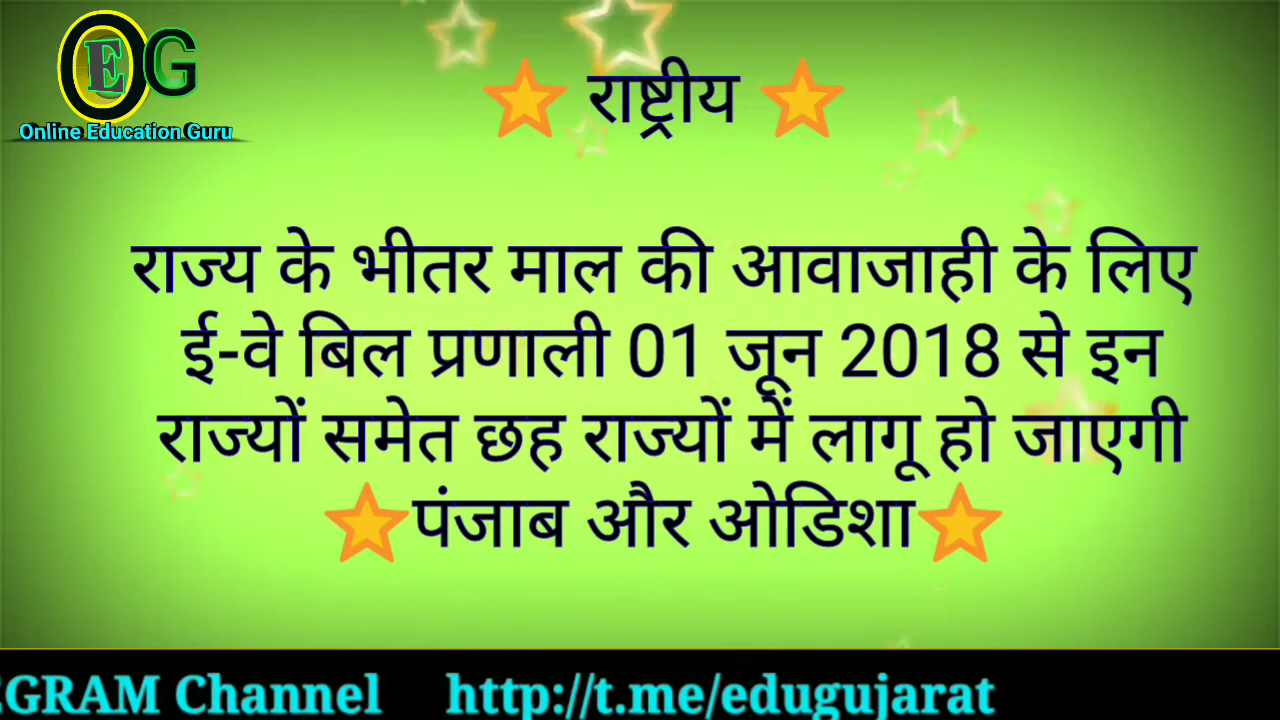 OEG
Online Education Guru
⭐ राष्ट्रीय ⭐
राज्य के भीतर माल की आवाजाही के लिए
ई-वे बिल प्रणाली 01 जून 2018 से इन
राज्यों समेत छह राज्यों में लागू हो जाएगी
⭐पंजाब और ओडिशा⭐
EGRAM Channel http://t.me/edugujarat